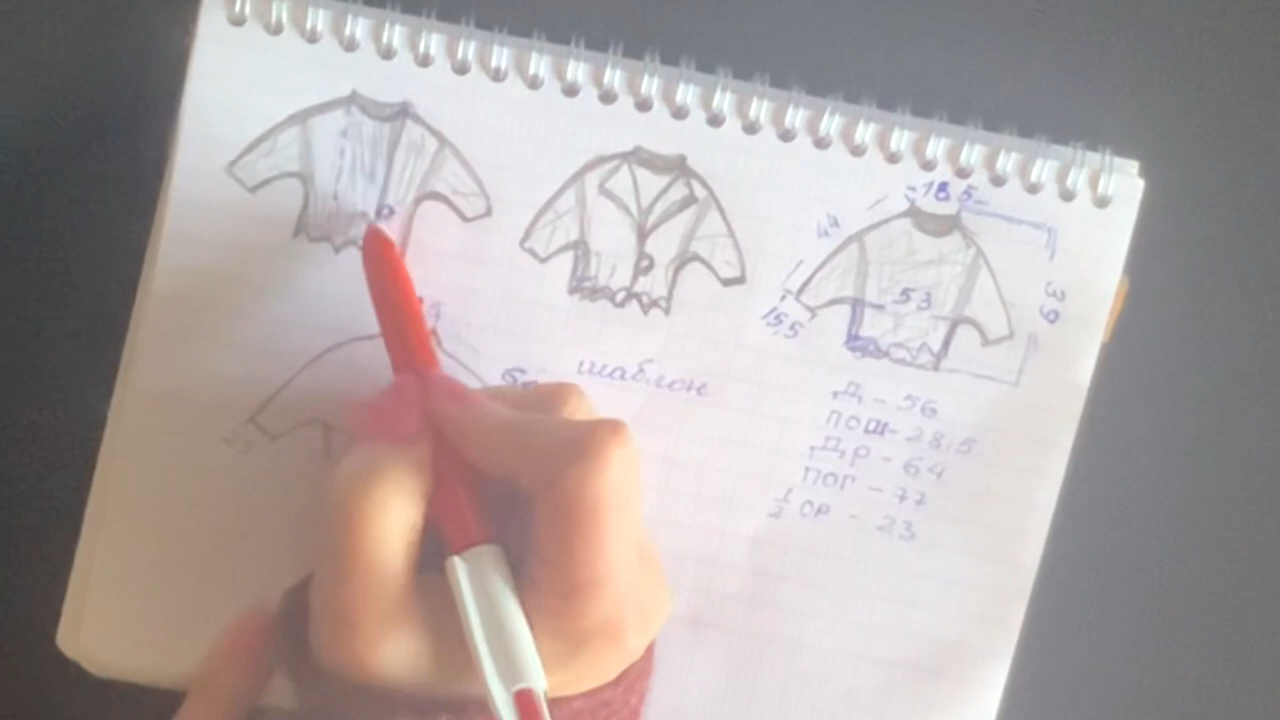 18,5
44
53
39
15,5
шаблон
Д - 56
ПОШ - 28,5
ДР - 64
ПОГ - 77
1/2 ОР - 23